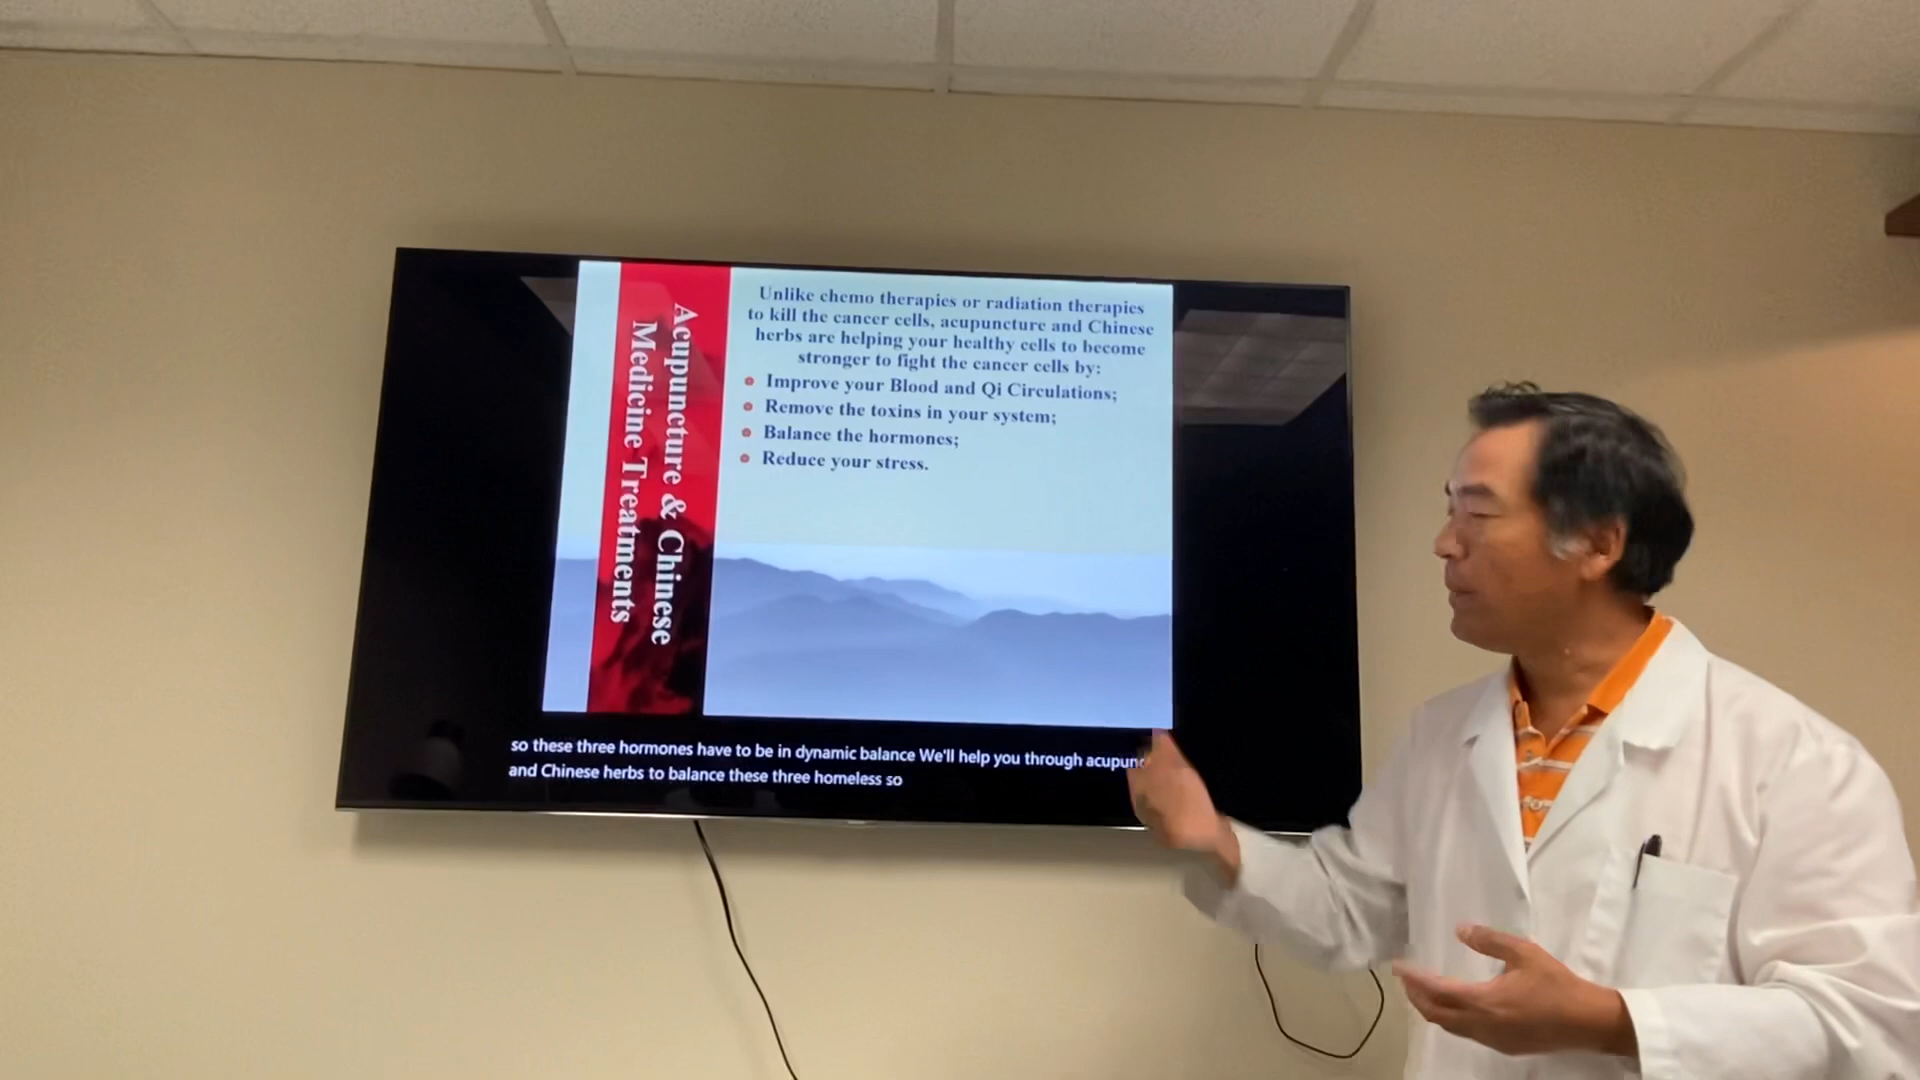 Acupuncture & Chinese
Medicine Treatments
Unlike chemo therapies or radiation therapies
to kill the cancer cells, acupuncture and Chinese
herbs are helping your healthy cells to become
stronger to fight the cancer cells by:
Improve your Blood and Qi Circulations;
Remove the toxins in your system;
Balance the hormones;
Reduce your stress.
so these three hormones have to be in dynamic balance We'll help you through
and Chinese herbs to balance these three homeless so